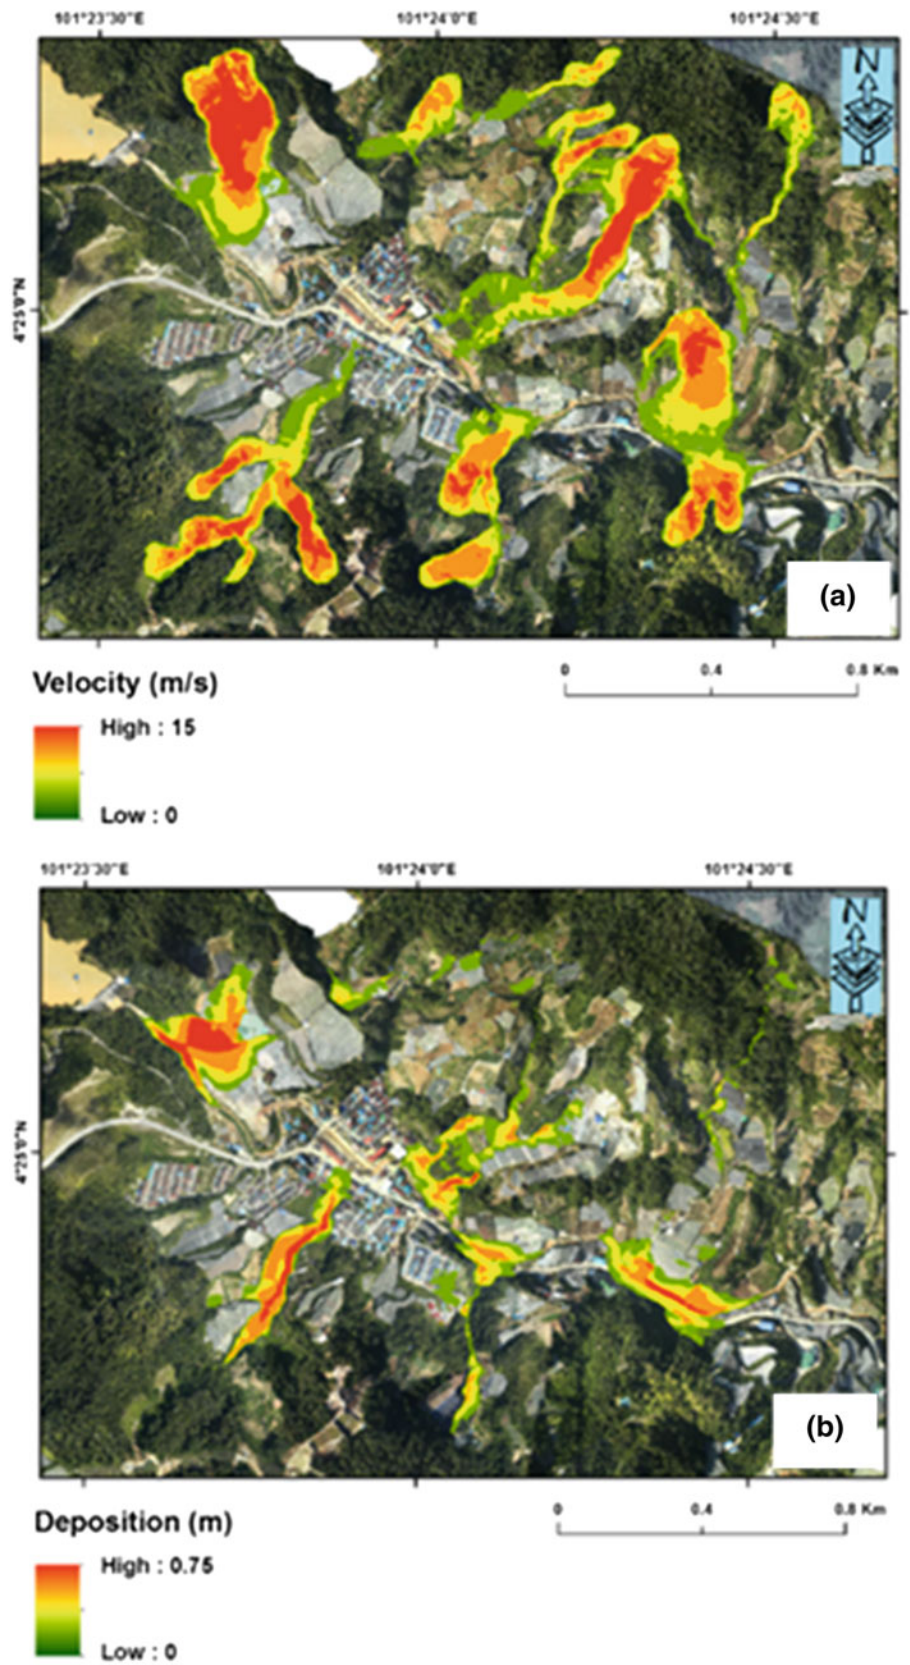 101°23'30"E 101°24'0"E 101°24'30"E
N
4°25'0"N
(a)
Velocity (m/s)
High : 15
Low : 0
0 0.4 0.8 Km
101°23'30"E 101°24'0"E 101°24'30"E
N
4°25'0"N
(b)
Deposition (m)
High : 0.75
Low : 0
0 0.4 0.8 Km